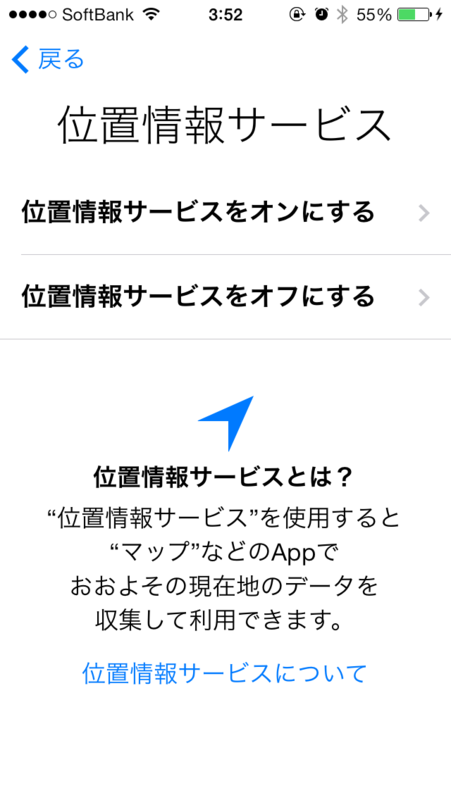 SoftBank 3:52 55%
戻る
位置情報サービス
位置情報サービスをオンにする
位置情報サービスをオフにする
位置情報サービスとは？
“位置情報サービス”を使用すると
“マップ”などのAppで
おおよその現在地のデータを
収集して利用できます。
位置情報サービスについて